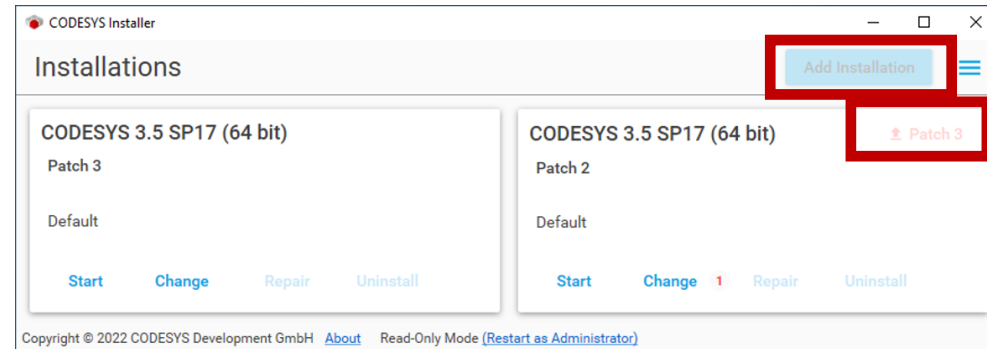 CODESYS Installer
Installations
Add Installation
CODESYS 3.5 SP17 (64 bit)
Patch 3
Default
Start Change Repair Uninstall
CODESYS 3.5 SP17 (64 bit)
Patch 3
Patch 2
Default
Start Change 1 Repair Uninstall
Copyright © 2022 CODESYS Development GmbH About Read-Only Mode (Restart as Administrator)